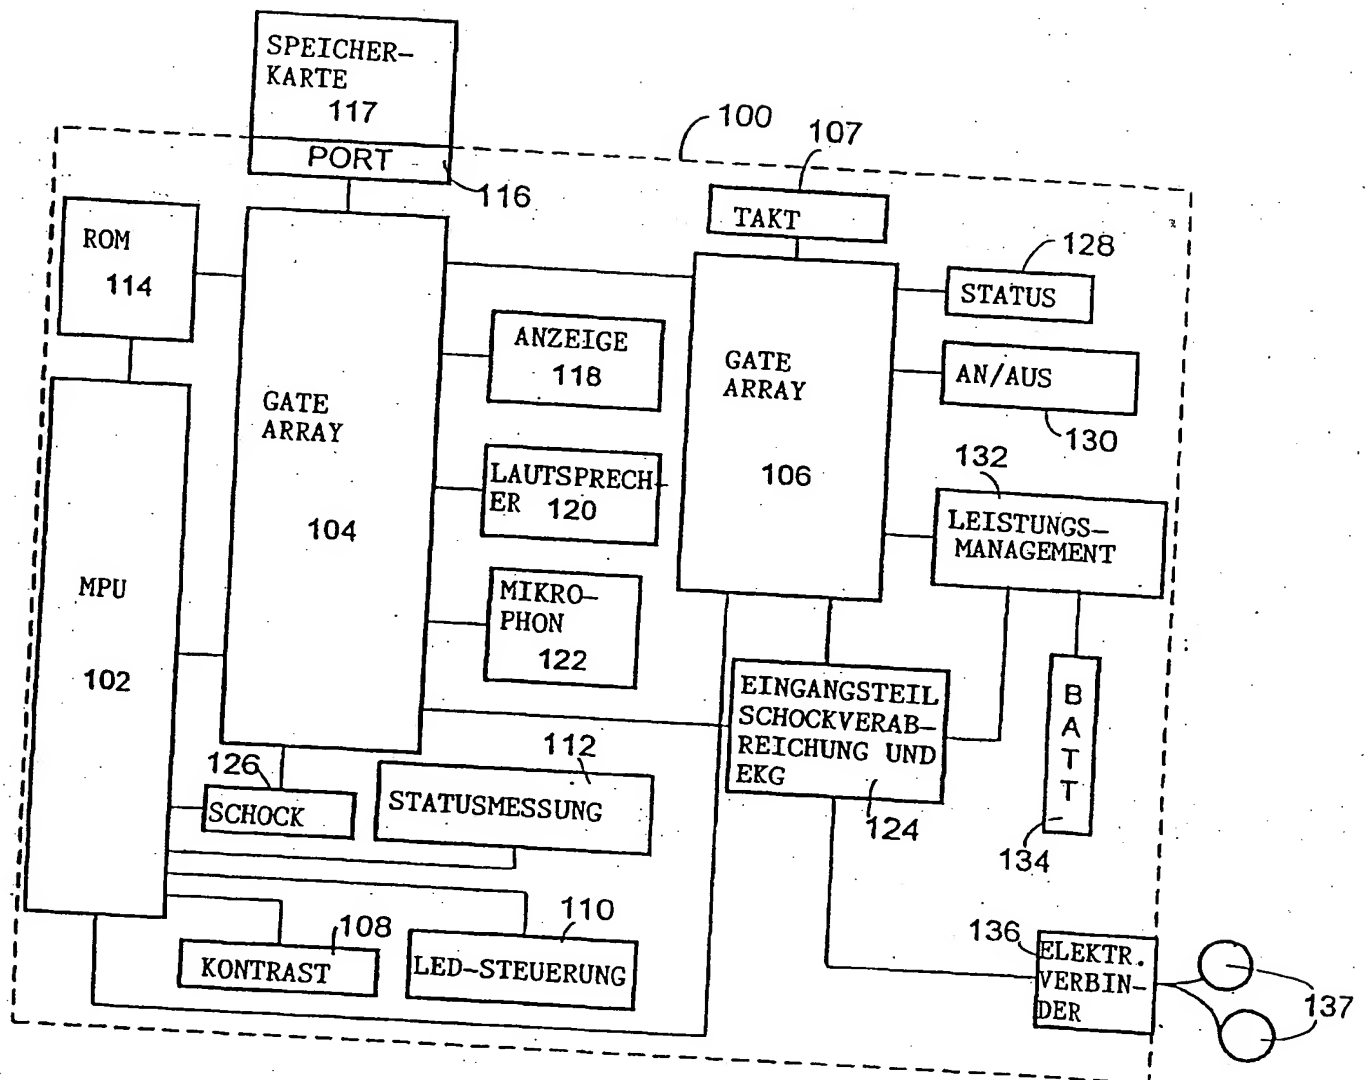 SPEICHER-
KARTE
117
PORT
116
100
107
TAKT
ROM
114
128
STATUS
ANZEIGE
118
GATE
ARRAY
106
AN/AUS
130
GATE
ARRAY
104
LAUTSPRECH-
ER 120
132
LEISTUNGS-
MANAGEMENT
MPU
102
MIKRO-
PHON
122
EINGANGSTEIL
SCHOCKVERAB-
REICHUNG UND
EKG
124
BATT
134
126
SCHOCK
112
STATUSMESSUNG
108
KONTRAST
110
LED-STEUERUNG
136
ELEKTR.
VERBIN-
DER
137